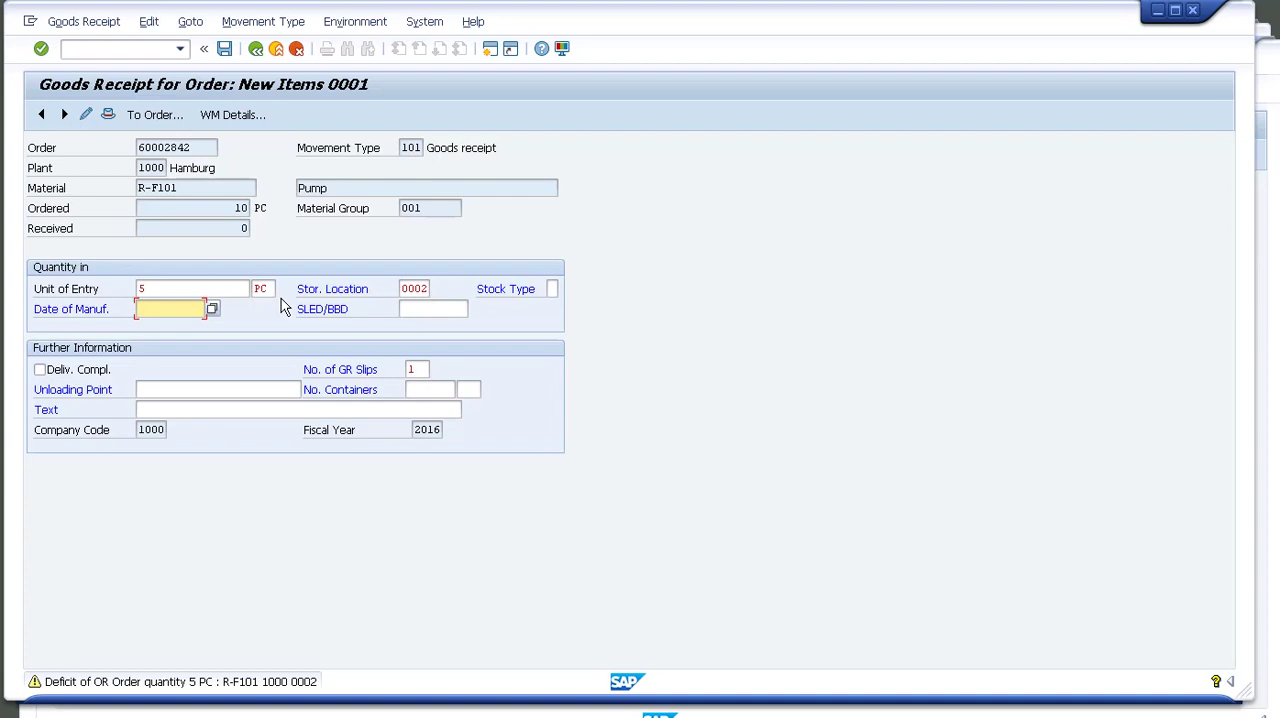 Goods Receipt Edit Goto Movement Type Environment System Help
Goods Receipt for Order: New Items 0001
To Order... WM Details...
Order 60002842 Movement Type 101 Goods receipt
Plant 1000 Hamburg
Material R-F101 Pump
Ordered 10 PC Material Group 001
Received 0
Quantity in
Unit of Entry 5 PC Stor. Location 0002 Stock Type
Date of Manuf. SLED/BBD
Further Information
Deliv. Compl. No. of GR Slips 1
Unloading Point No. Containers
Text
Company Code 1000 Fiscal Year 2016
Deficit of OR Order quantity 5 PC : R-F101 1000 0002 SAP